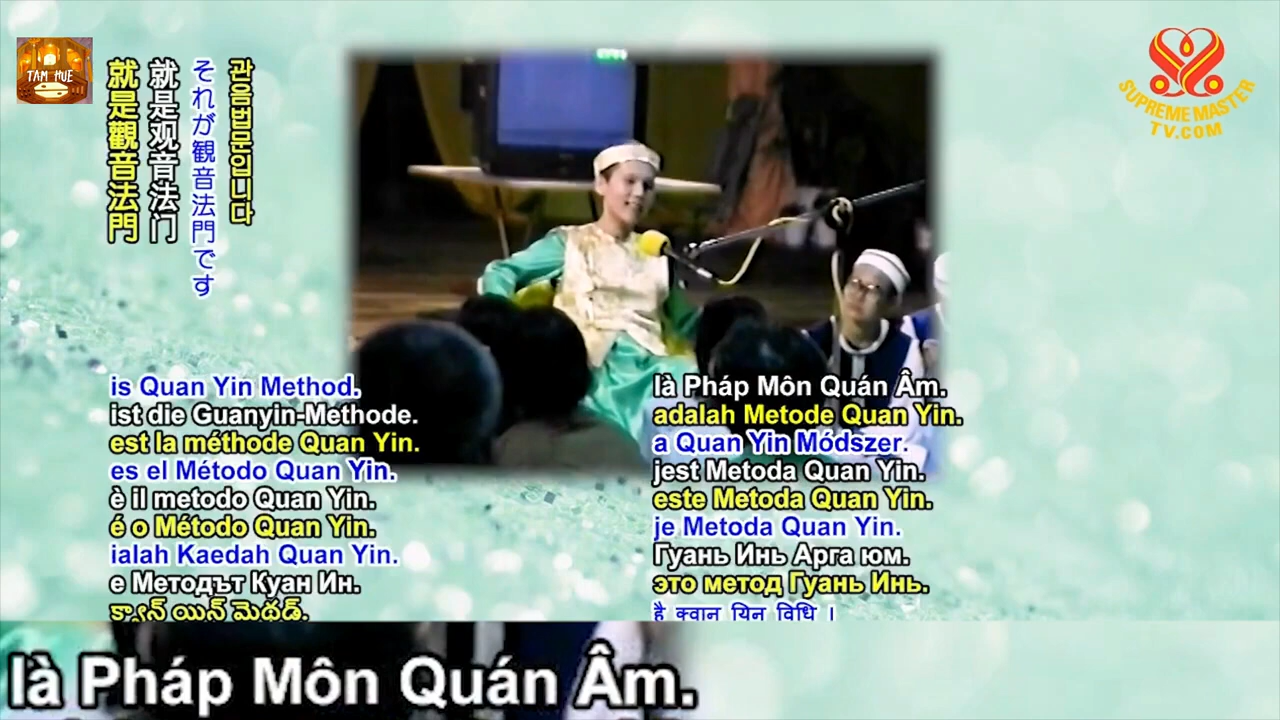 TAM HUE
SUPREME MASTER
TV.COM
就是觀音法門
就是观音法门
それが観音法門です
관음법문입니다
is Quan Yin Method.
ist die Guanyin-Methode.
est la méthode Quan Yin.
es el Método Quan Yin.
è il metodo Quan Yin.
é o Método Quan Yin.
ialah Kaedah Quan Yin.
е Методът Куан Ин.
క్వాన్ యిన్ మెథడ్.
là Pháp Môn Quán Âm.
adalah Metode Quan Yin.
a Quan Yin Módszer.
jest Metoda Quan Yin.
este Metoda Quan Yin.
je Metoda Quan Yin.
Гуань Инь Арга юм.
это метод Гуань Инь.
है क्वान यिन विधि ।
là Pháp Môn Quán Âm.